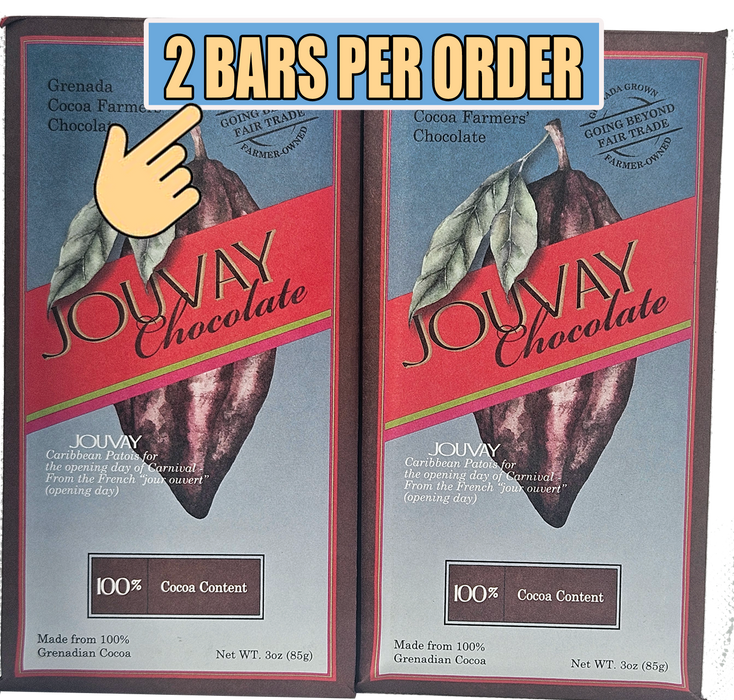 2 BARS PER ORDER
Grenada
Cocoa Farmers'
Chocolate
GOING
FAIR TRADE
FARMER-OWNED
JOUVAY
Chocolate
JOUVAY
Caribbean Patois for
the opening day of Carnival -
From the French "jour ouvert"
(opening day)
100% Cocoa Content
Made from 100%
Grenadian Cocoa
Net WT. 3oz (85g)
Cocoa Farmers'
Chocolate
GROWN
GOING BEYOND
FAIR TRADE
FARMER-OWNED
JOUVAY
Chocolate
JOUVAY
Caribbean Patois for
the opening day of Carnival -
From the French "jour ouvert"
(opening day)
100% Cocoa Content
Made from 100%
Grenadian Cocoa
Net WT. 3oz (85g)